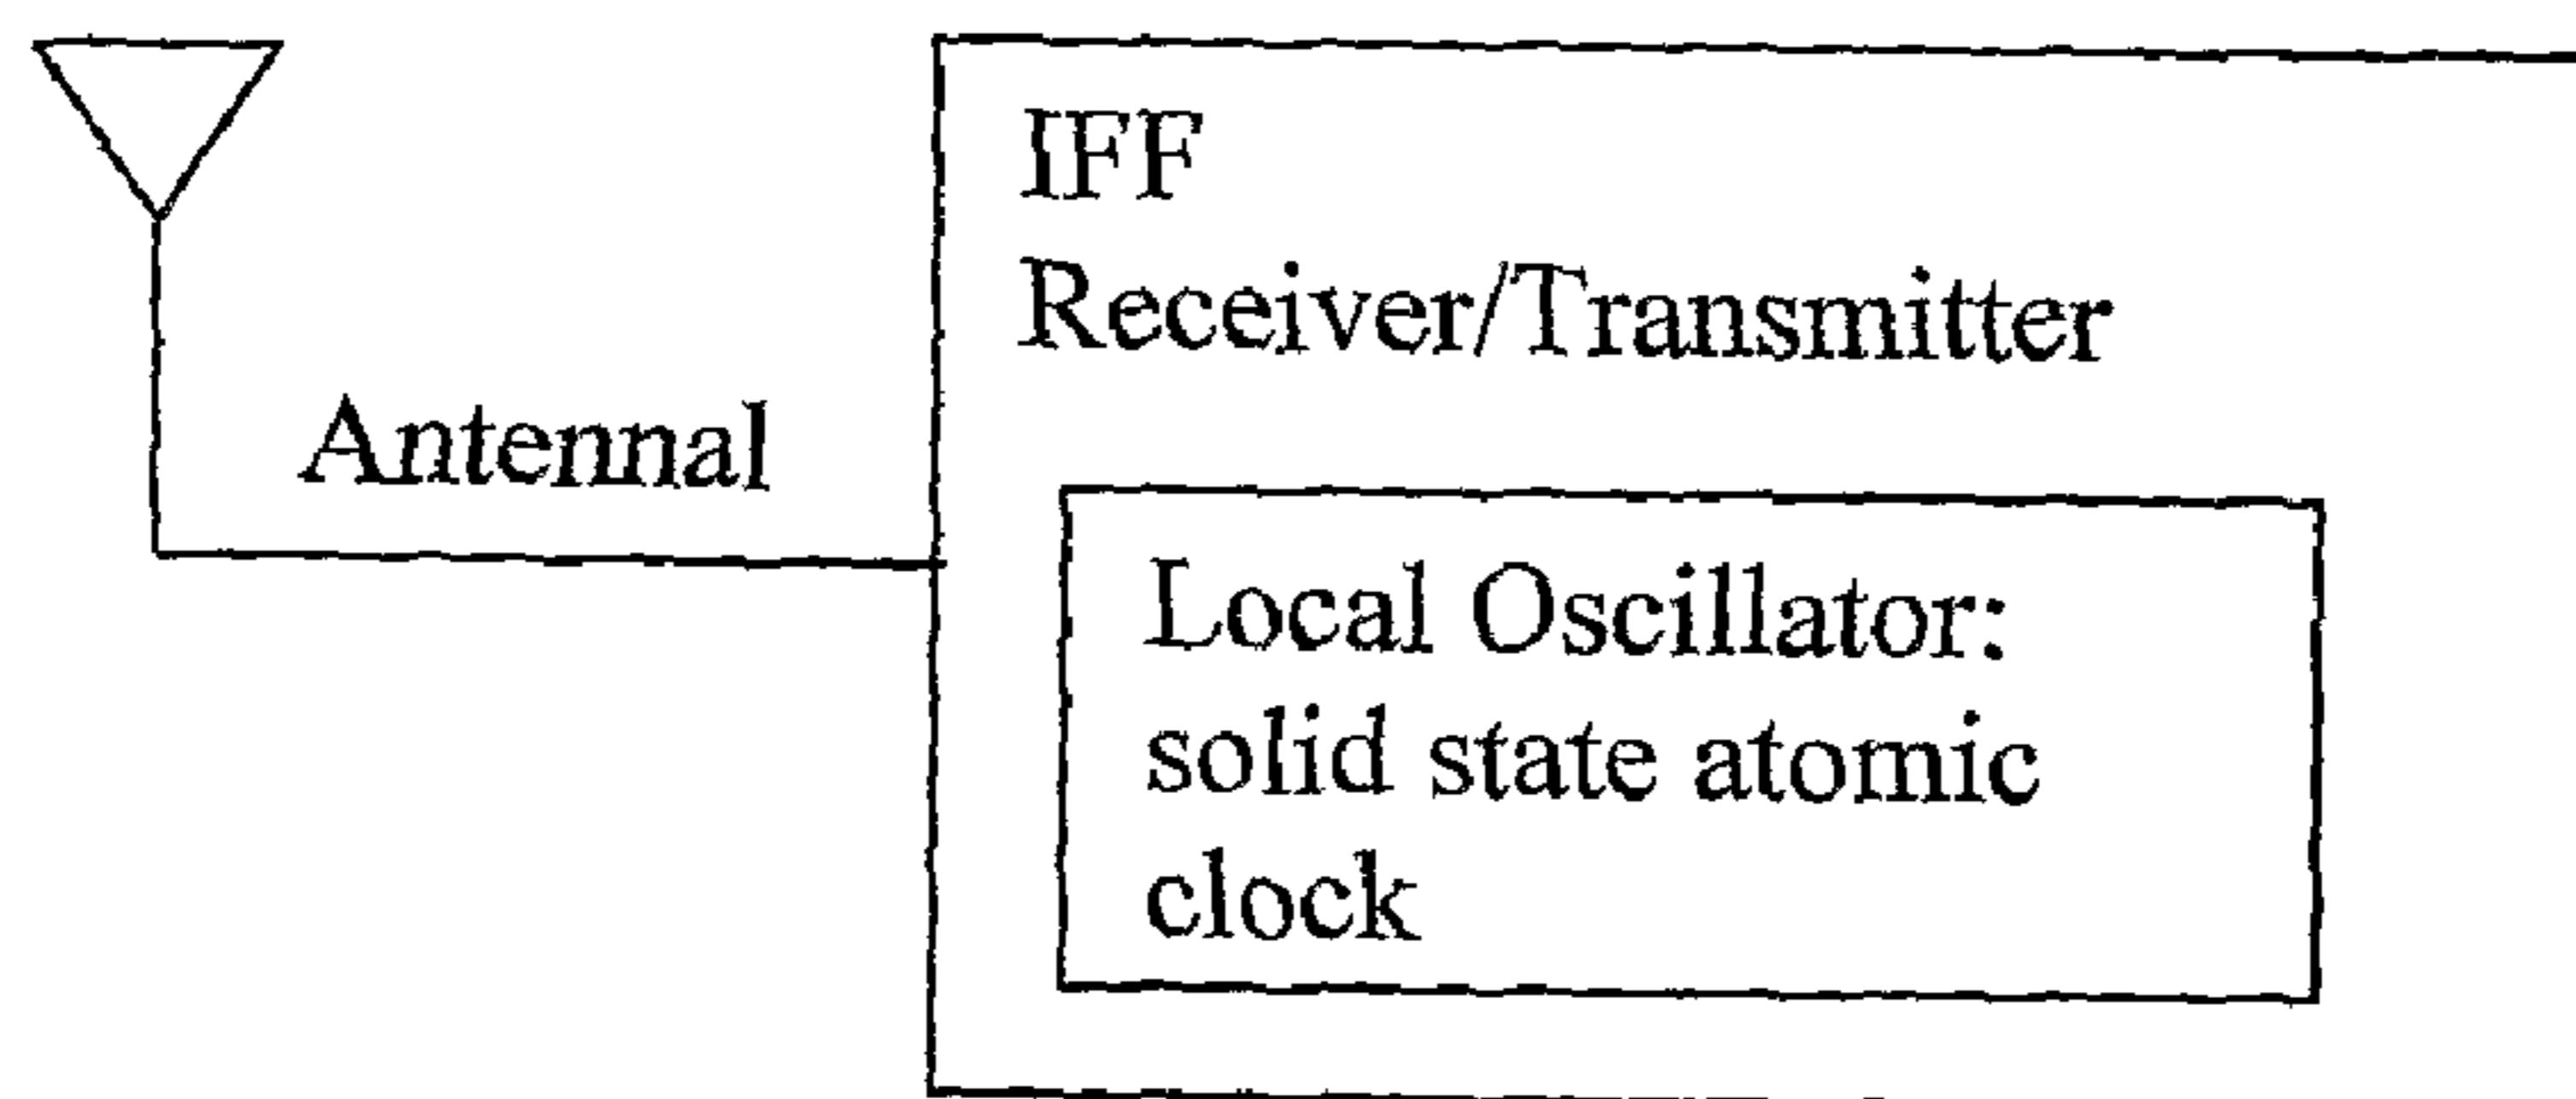 IFF
Receiver/Transmitter
Antennal
Local Oscillator:
solid state atomic
clock